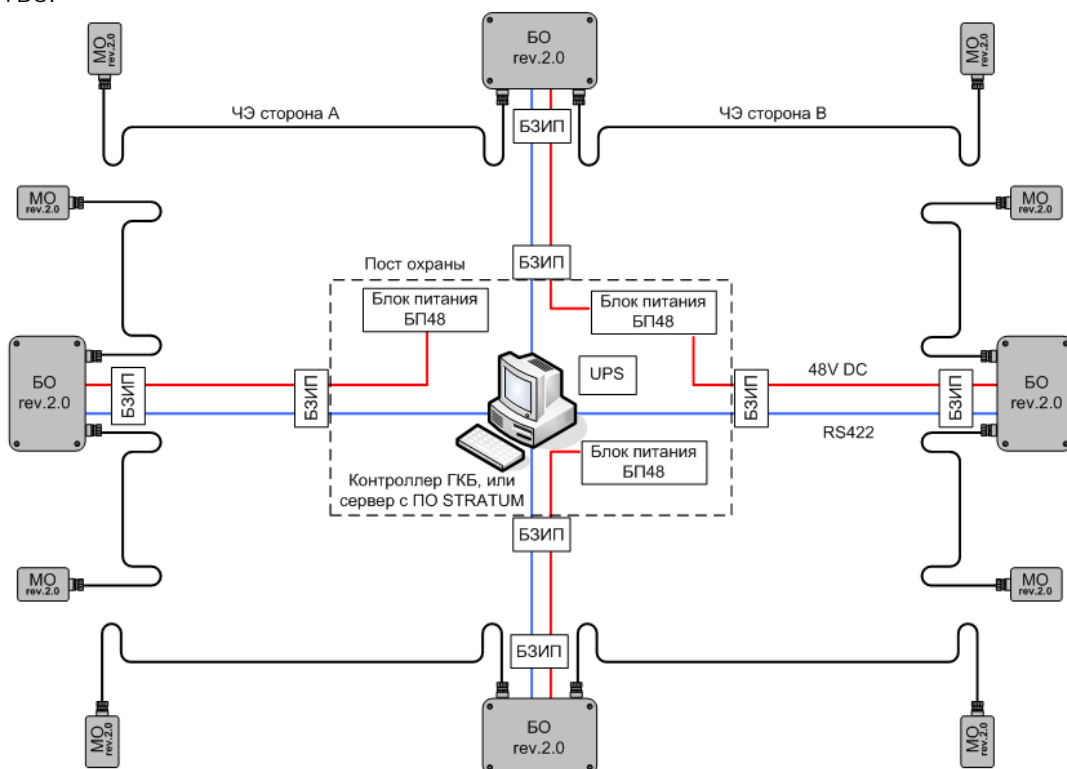 МО
rev.2.0
БО
rev.2.0
МО
rev.2.0
ЧЭ сторона А
БЗИП
ЧЭ сторона В
МО
rev.2.0
МО
rev.2.0
БЗИП
Пост охраны
Блок питания
БП48
Блок питания
БП48
БО
rev.2.0
БЗИП
БЗИП
UPS
БЗИП
48V DC
БЗИП
БО
rev.2.0
RS422
Блок питания
БП48
Контроллер ГКБ, или
сервер с ПО STRATUM
БЗИП
МО
rev.2.0
МО
rev.2.0
БЗИП
МО
rev.2.0
БО
rev.2.0
МО
rev.2.0